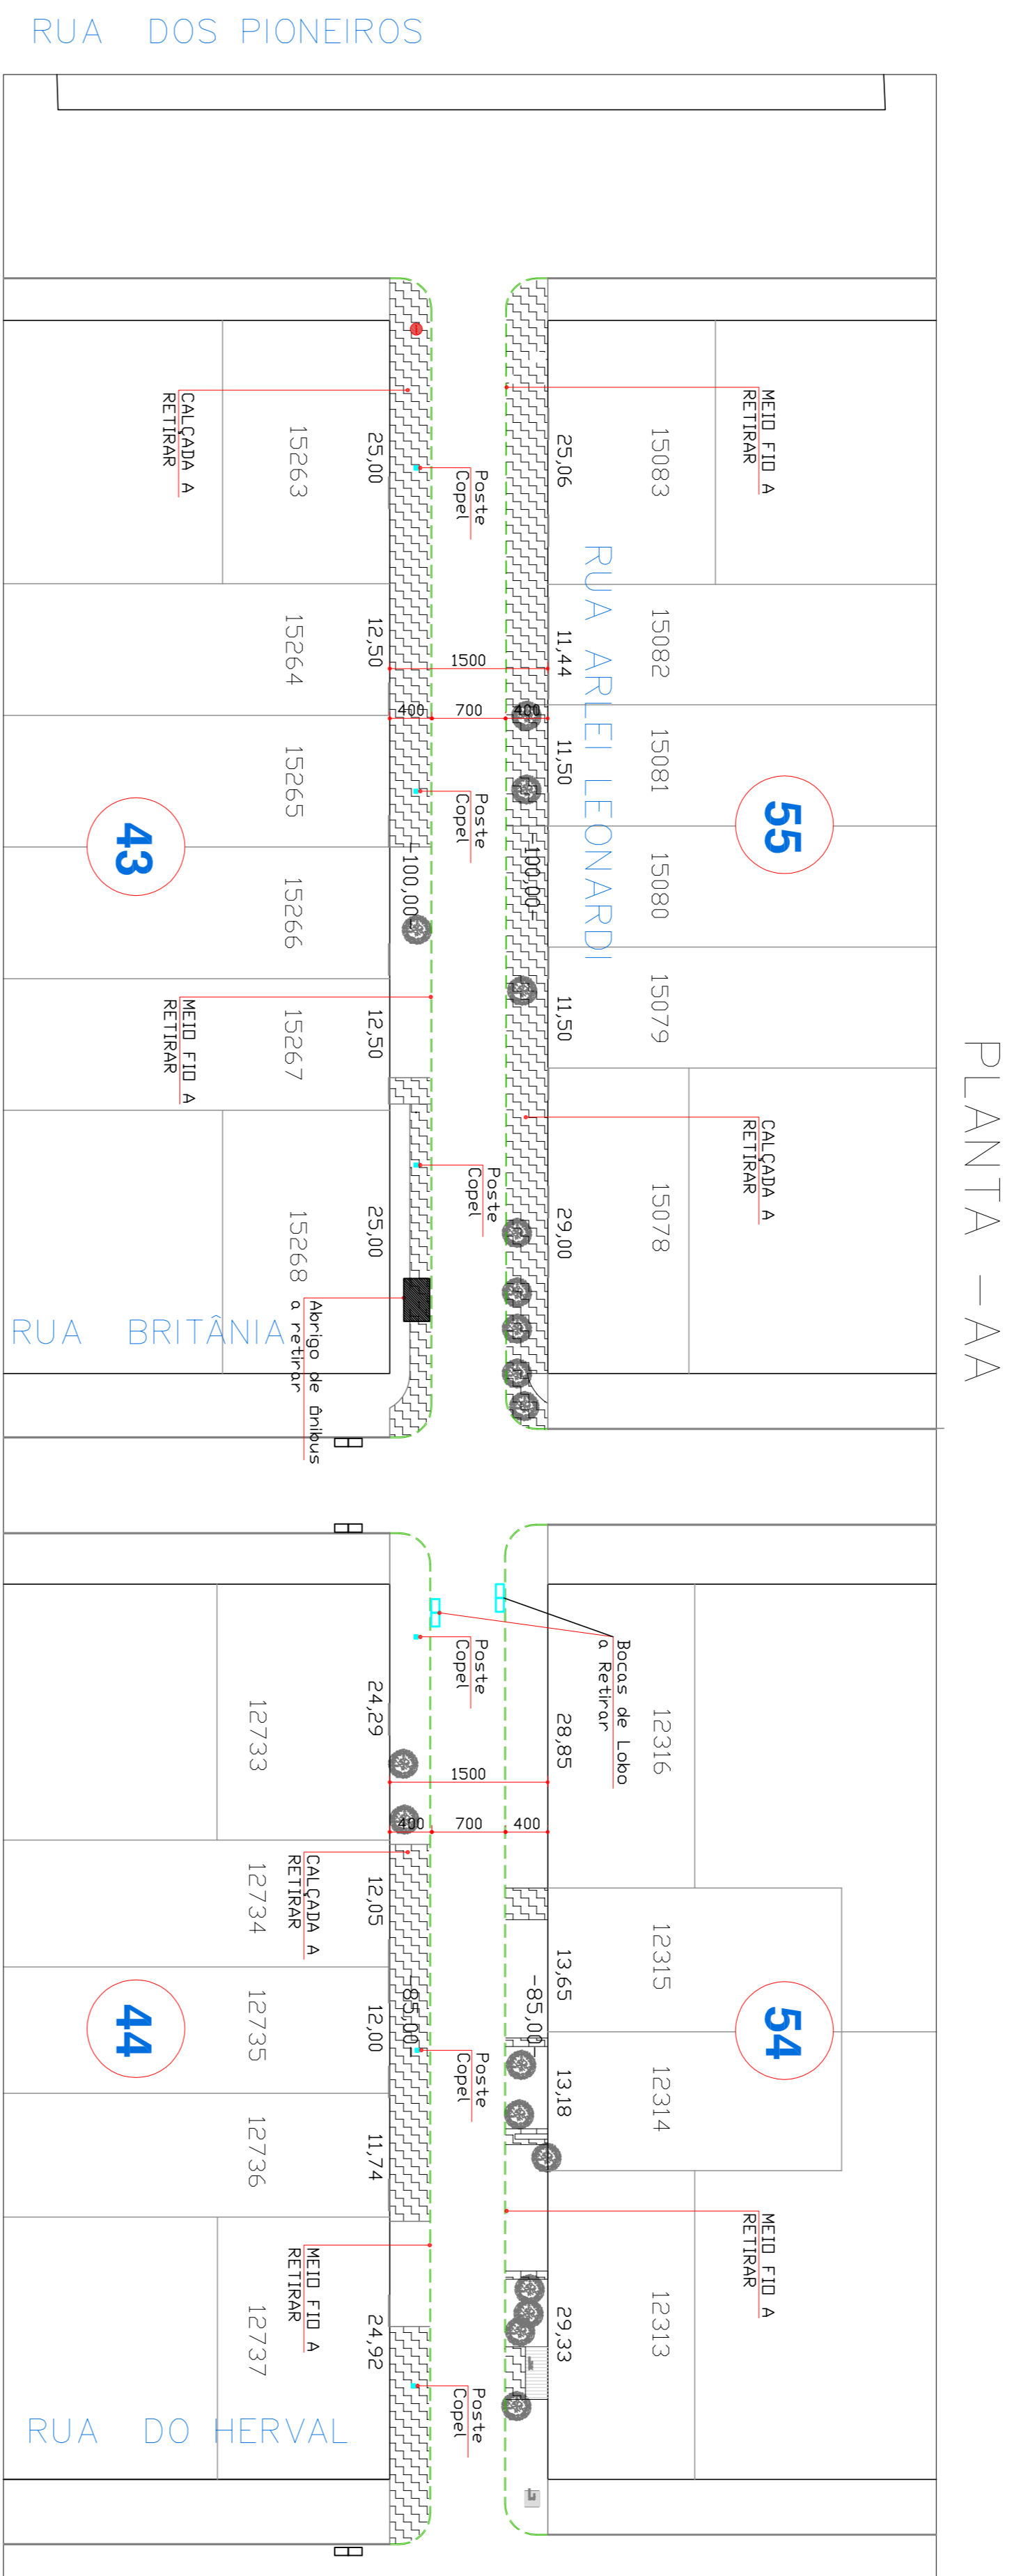 RUA DOS PIONEIROS
PLANTA -AA
MEIO FIO A
RETIRAR
15083
25,06
RUA ARLEI LEONARDI
15082
11,44
15081
11,50
55
15080
-100,00-
15079
11,50
CALÇADA A
RETIRAR
15078
29,00
CALÇADA A
RETIRAR
15263
25,00
Poste
Copel
15264
12,50
1500
400
700
400
15265
Poste
Copel
43
-100,00-
15266
MEIO FIO A
RETIRAR
15267
12,50
Poste
Copel
15268
25,00
Abrigo de ônibus
a retirar
RUA BRITÂNIA
Bocas de Lobo
a Retirar
12316
28,85
12315
13,65
54
-85,00-
12314
13,18
MEIO FIO A
RETIRAR
12313
29,33
Poste
Copel
12733
24,29
1500
400
700
400
CALÇADA A
RETIRAR
12734
12,05
44
12735
12,00
-85,00-
Poste
Copel
12736
11,74
MEIO FIO A
RETIRAR
12737
24,92
Poste
Copel
RUA DO HERVAL